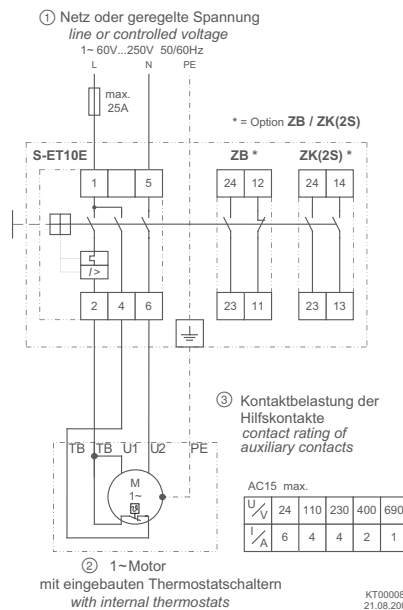 ① Netz oder geregelte Spannung
line or controlled voltage
1~ 60V...250V 50/60Hz
L N PE
max.
25A
* = Option ZB / ZK(2S)
S-ET10E ZB * ZK(2S) *
1 5 24 12 24 14
I >
2 4 6 23 11 23 13
③ Kontaktbelastung der
Hilfskontakte
contact rating of
auxiliary contacts
TB TB U1 U2 PE
M
1~
AC15 max.
U/V 24 110 230 400 690
I/A 6 4 4 2 1
② 1~Motor
mit eingebauten Thermostatschaltern
with internal thermostats
KT00008
21.08.200